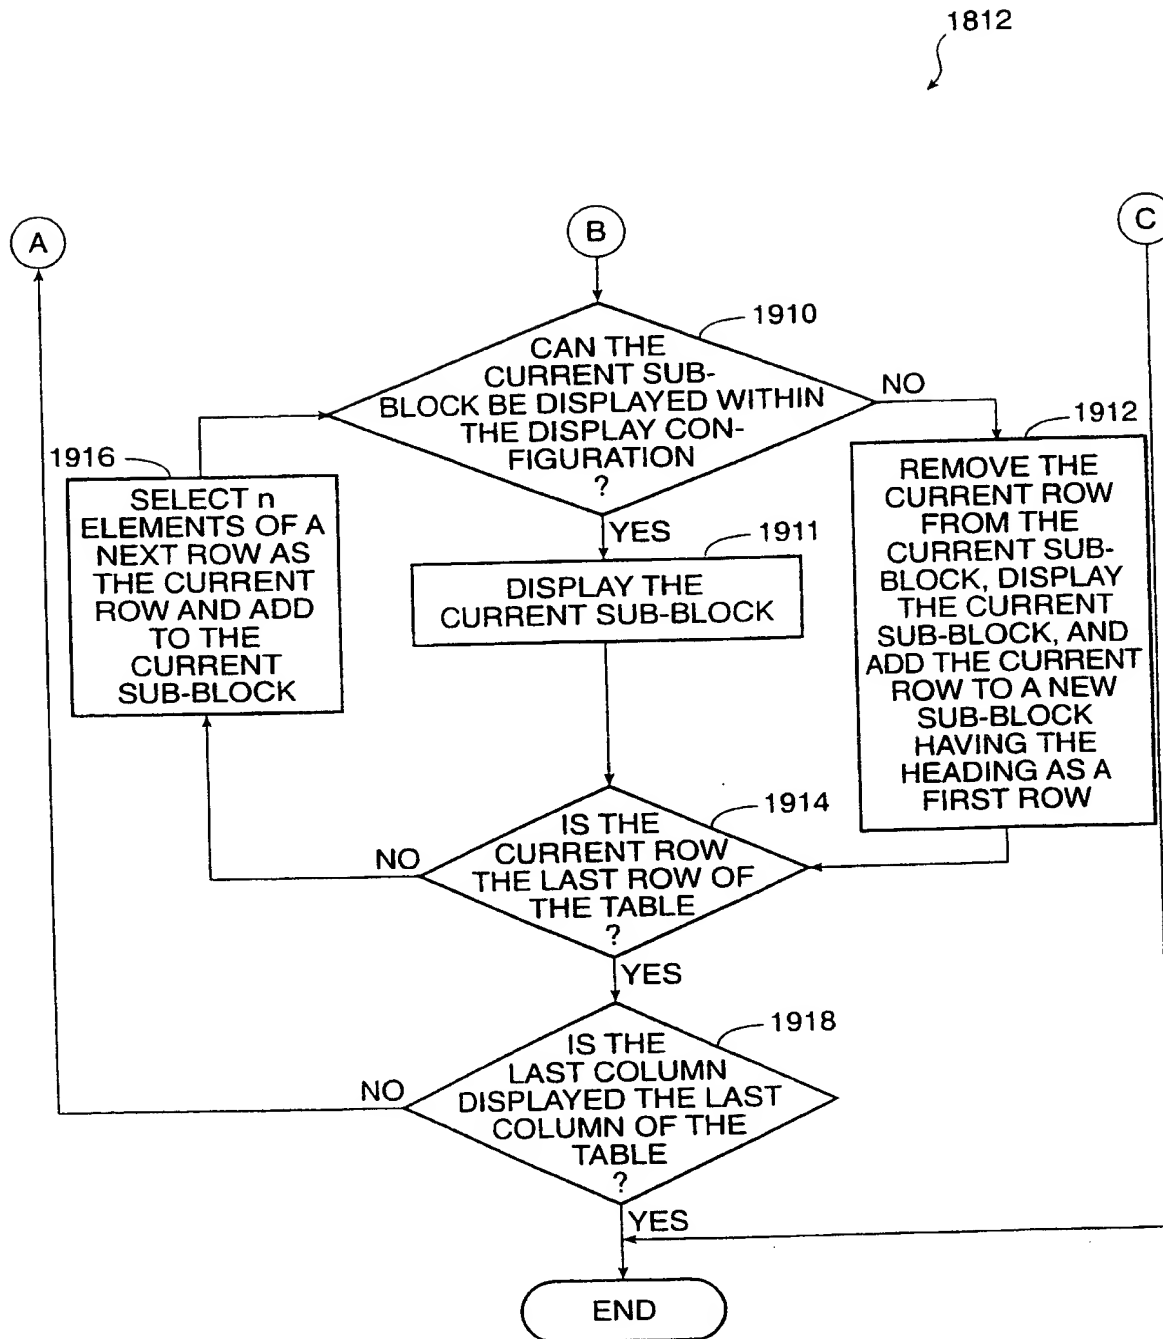 1812
A
B
C
1910
CAN THE
CURRENT SUB-
BLOCK BE DISPLAYED WITHIN
THE DISPLAY CON-
FIGURATION
?
NO
YES
1916
SELECT n
ELEMENTS OF A
NEXT ROW AS
THE CURRENT
ROW AND ADD
TO THE
CURRENT
SUB-BLOCK
1911
DISPLAY THE
CURRENT SUB-BLOCK
1912
REMOVE THE
CURRENT ROW
FROM THE
CURRENT SUB-
BLOCK, DISPLAY
THE CURRENT
SUB-BLOCK, AND
ADD THE CURRENT
ROW TO A NEW
SUB-BLOCK
HAVING THE
HEADING AS A
FIRST ROW
1914
IS THE
CURRENT ROW
THE LAST ROW OF
THE TABLE
?
NO
YES
1918
IS THE
LAST COLUMN
DISPLAYED THE LAST
COLUMN OF THE
TABLE
?
NO
YES
END